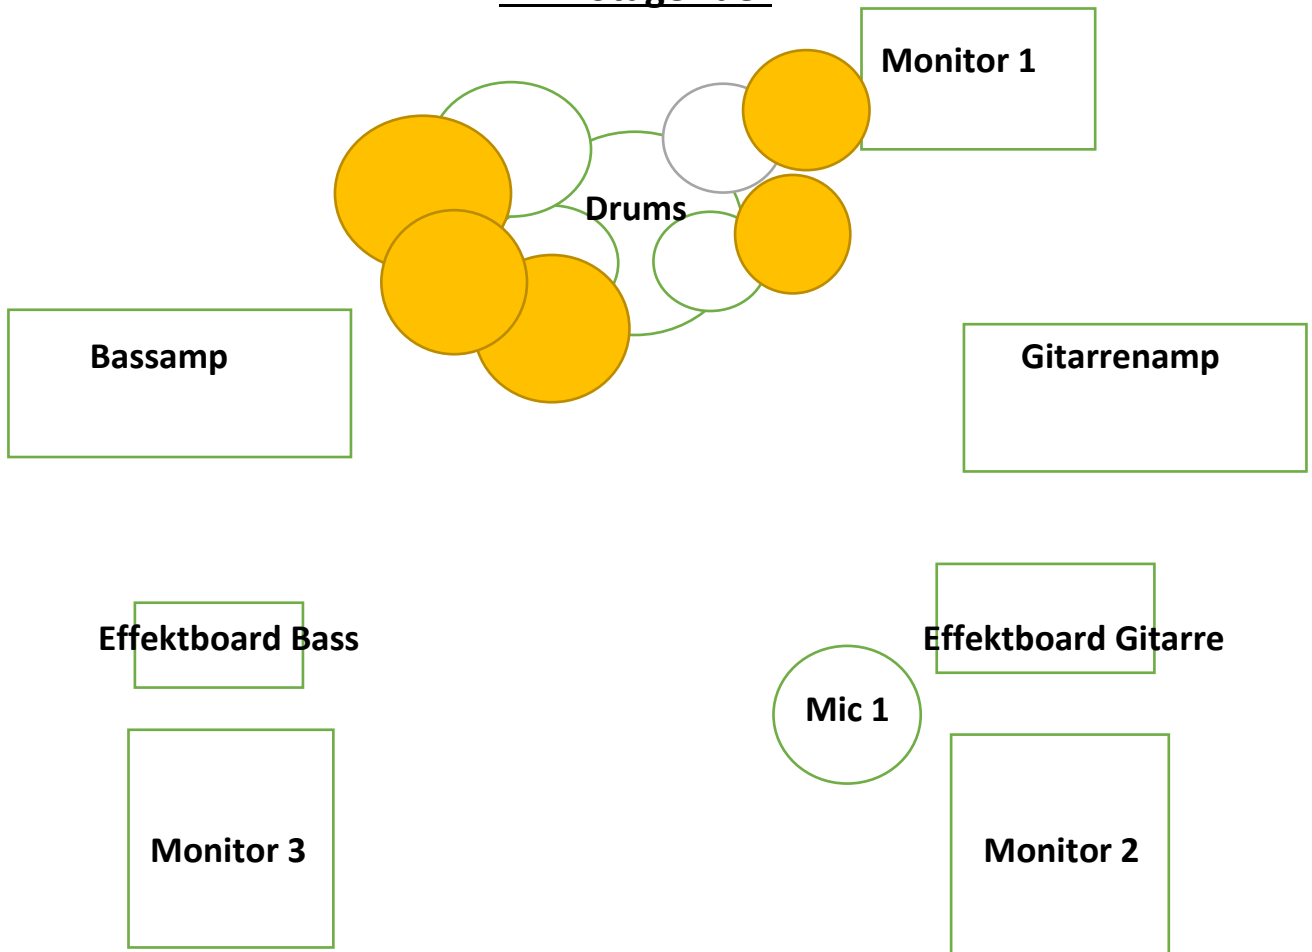 Monitor 1
Drums
Bassamp
Gitarrenamp
Effektboard Bass
Effektboard Gitarre
Mic 1
Monitor 3
Monitor 2